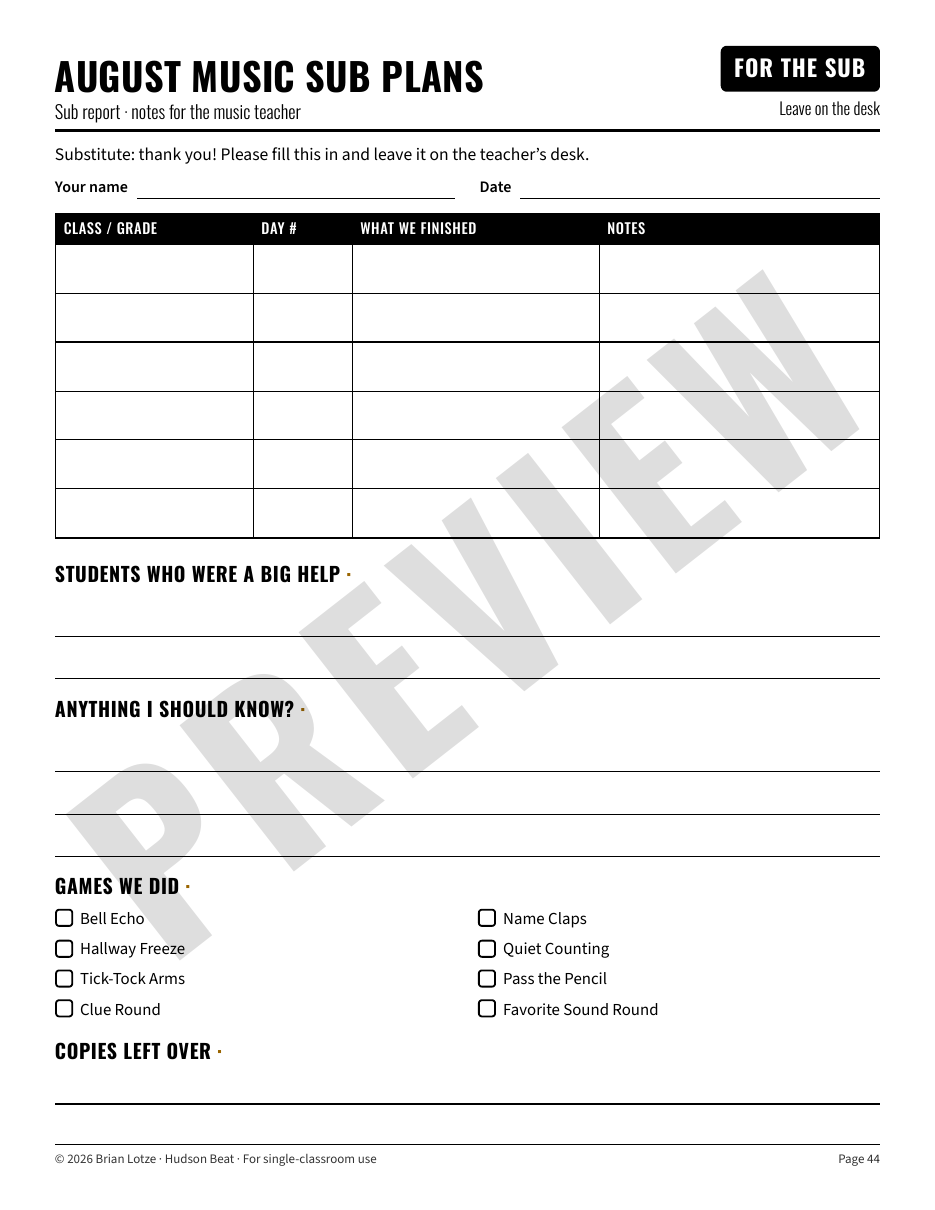 AUGUST MUSIC SUB PLANS
FOR THE SUB
Sub report · notes for the music teacher
Leave on the desk
Substitute: thank you! Please fill this in and leave it on the teacher’s desk.
Your name
Date
CLASS / GRADE DAY # WHAT WE FINISHED NOTES
STUDENTS WHO WERE A BIG HELP ·
ANYTHING I SHOULD KNOW? ·
GAMES WE DID ·
Bell Echo
Name Claps
Hallway Freeze
Quiet Counting
Tick-Tock Arms
Pass the Pencil
Clue Round
Favorite Sound Round
COPIES LEFT OVER ·
© 2026 Brian Lotze · Hudson Beat · For single-classroom use
Page 44
PREVIEW